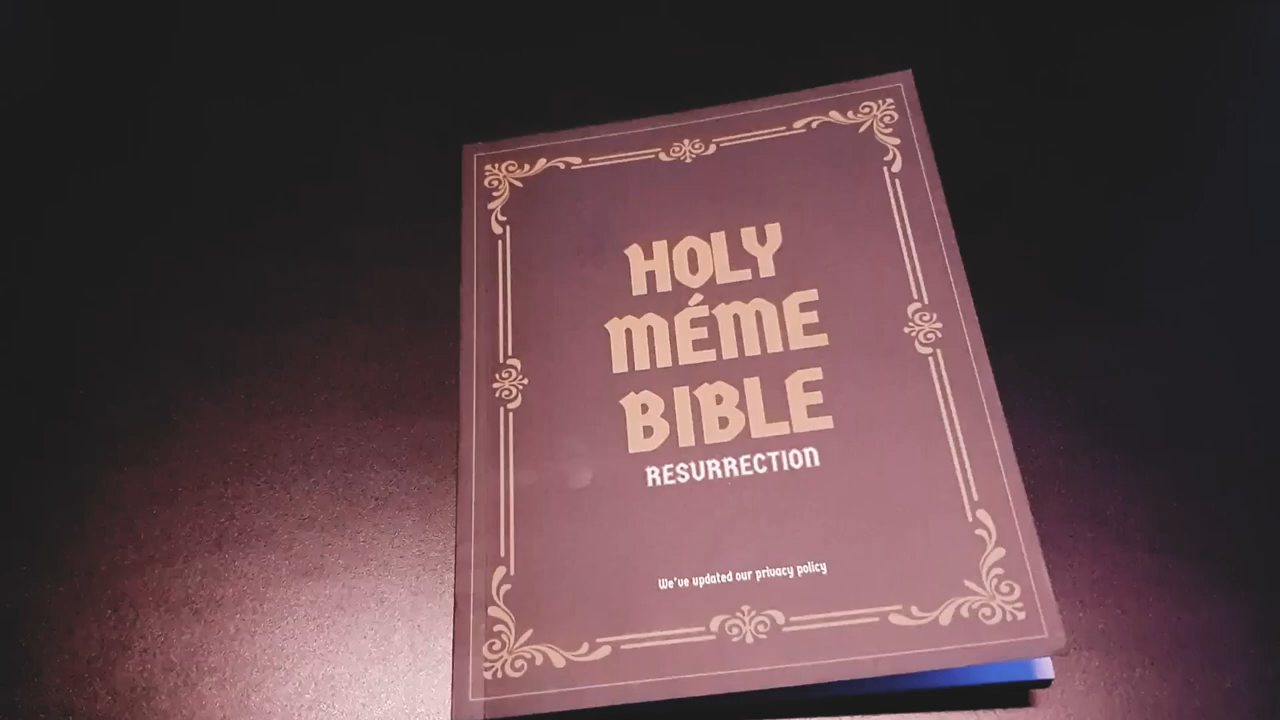 HOLY
MÉME
BIBLE
RESURRECTION
We've updated our privacy policy